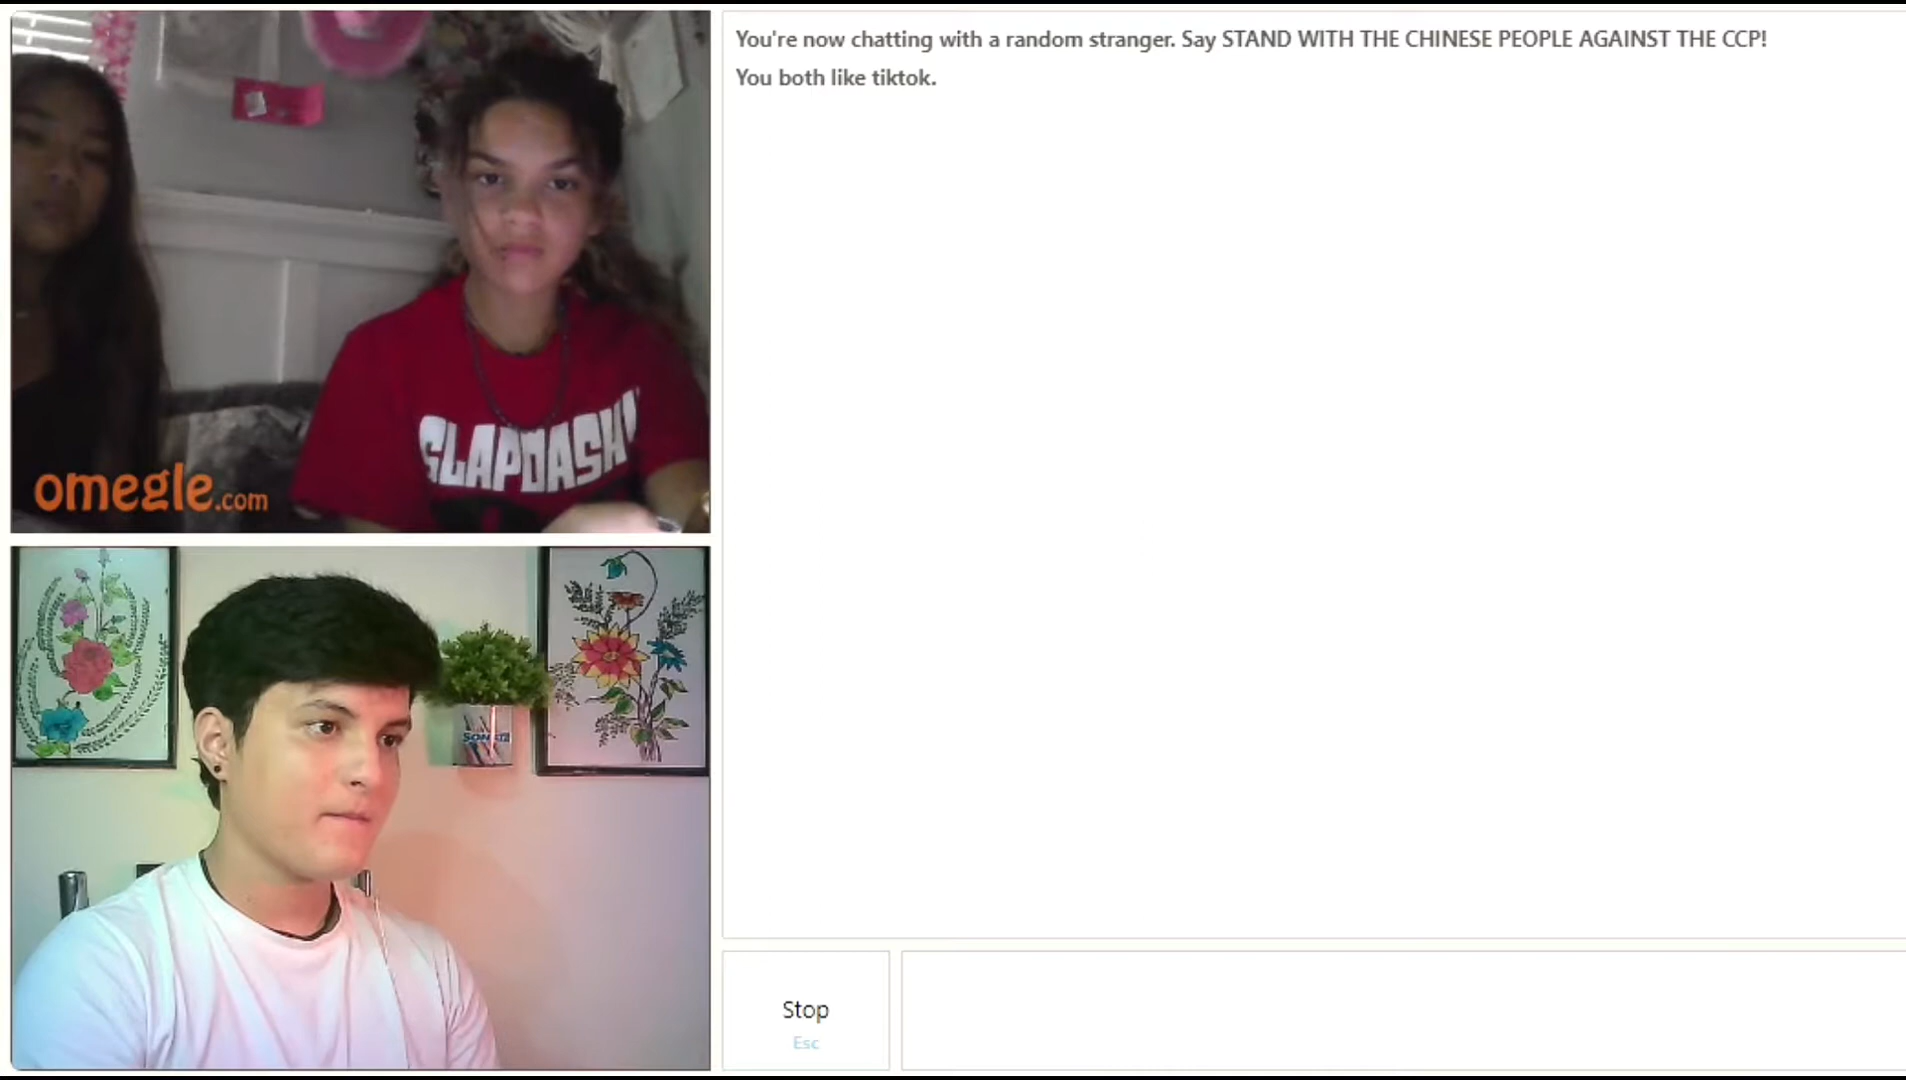 You're now chatting with a random stranger. Say STAND WITH THE CHINESE PEOPLE AGAINST THE CCP!
You both like tiktok.
SLAPDASH
omegle.com
Stop
Esc